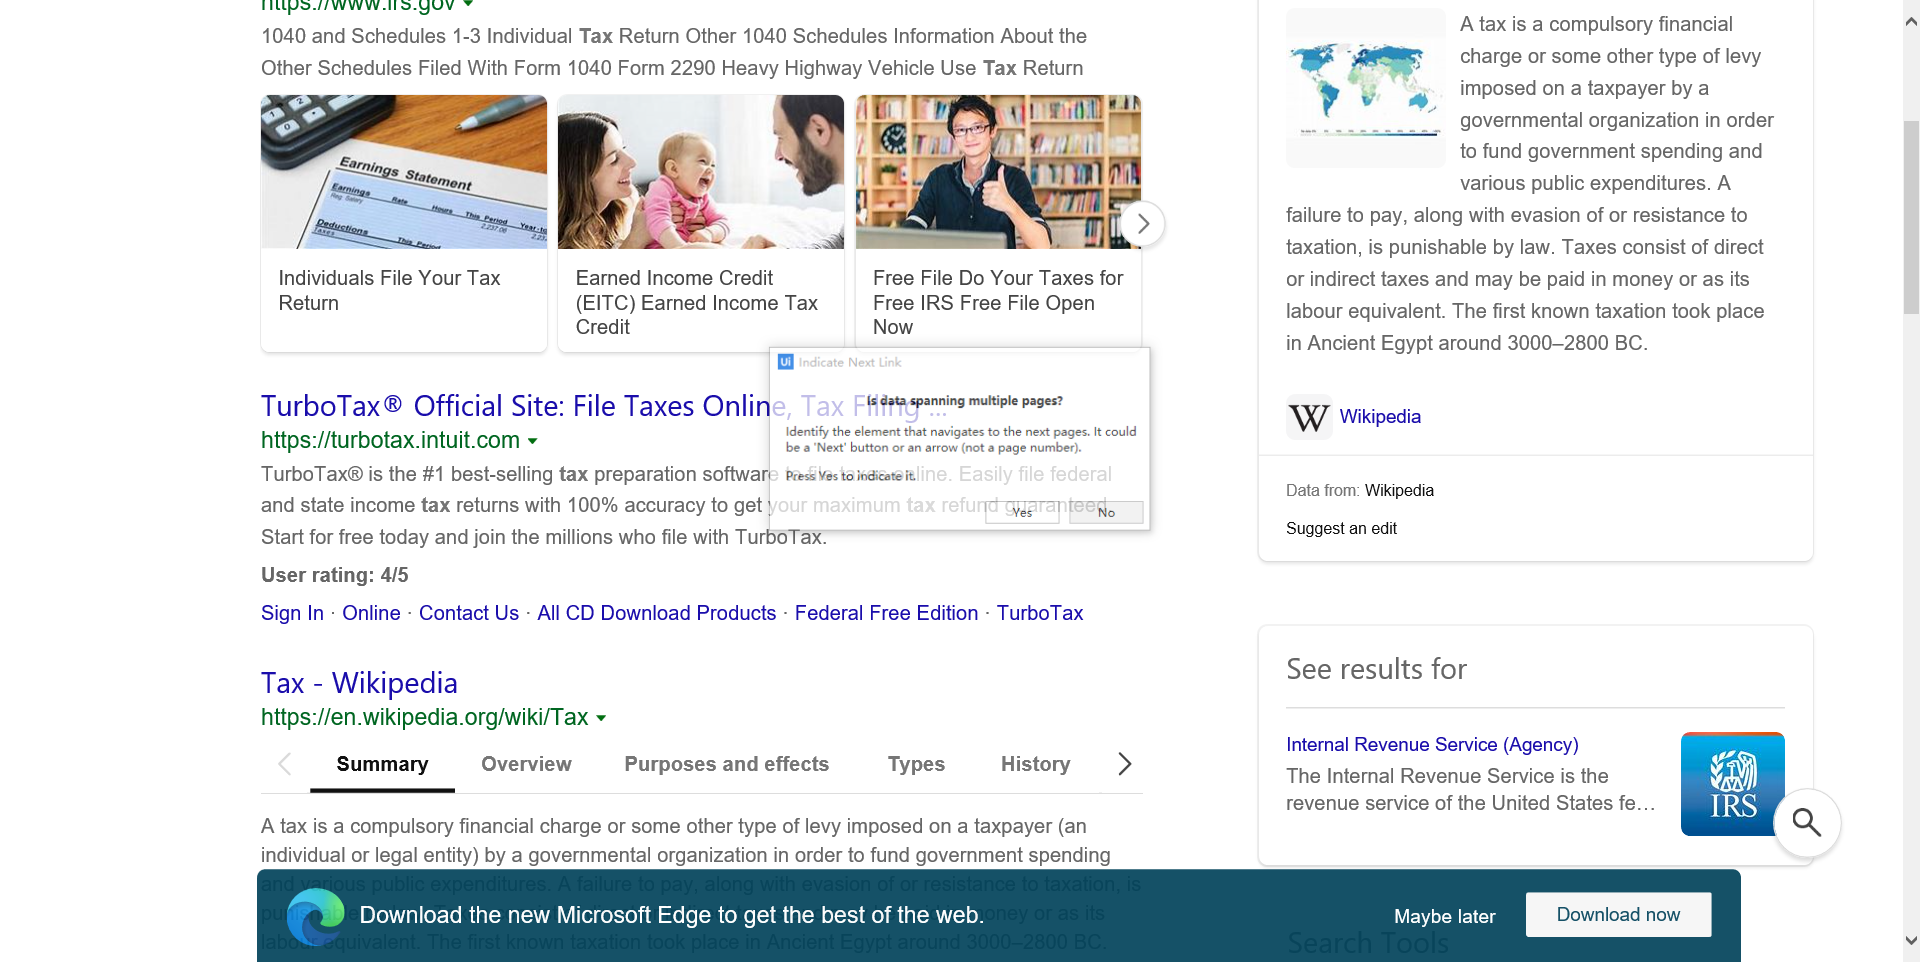 https://www.irs.gov
1040 and Schedules 1-3 Individual Tax Return Other 1040 Schedules Information About the
Other Schedules Filed With Form 1040 Form 2290 Heavy Highway Vehicle Use Tax Return
Earnings Statement
Earnings
Rate
Hours
This Period
Year-to
Reg. Salary
2,237.08
2,23
Deductions
This Period
Taxes
Individuals File Your Tax
Return
Earned Income Credit
(EITC) Earned Income Tax
Credit
Free File Do Your Taxes for
Free IRS Free File Open
Now
Ui Indicate Next Link
Is data spanning multiple pages?
Identify the element that navigates to the next pages. It could
be a 'Next' button or an arrow (not a page number).
Press Yes to indicate it.
Yes
No
TurboTax® Official Site: File Taxes Online, Tax Filing ...
https://turbotax.intuit.com
TurboTax® is the #1 best-selling tax preparation software to file taxes online. Easily file federal
and state income tax returns with 100% accuracy to get your maximum tax refund guaranteed.
Start for free today and join the millions who file with TurboTax.
User rating: 4/5
Sign In · Online · Contact Us · All CD Download Products · Federal Free Edition · TurboTax
Tax - Wikipedia
https://en.wikipedia.org/wiki/Tax
Summary
Overview
Purposes and effects
Types
History
A tax is a compulsory financial charge or some other type of levy imposed on a taxpayer (an
individual or legal entity) by a governmental organization in order to fund government spending
and various public expenditures. A failure to pay, along with evasion of or resistance to taxation, is
labour equivalent. The first known taxation took place in Ancient Egypt around 3000–2800 BC.
Download the new Microsoft Edge to get the best of the web.
Maybe later
Download now
A tax is a compulsory financial
charge or some other type of levy
imposed on a taxpayer by a
governmental organization in order
to fund government spending and
various public expenditures. A
failure to pay, along with evasion of or resistance to
taxation, is punishable by law. Taxes consist of direct
or indirect taxes and may be paid in money or as its
labour equivalent. The first known taxation took place
in Ancient Egypt around 3000–2800 BC.
W
Wikipedia
Data from: Wikipedia
Suggest an edit
See results for
Internal Revenue Service (Agency)
The Internal Revenue Service is the
revenue service of the United States fe…
IRS
Search Tools